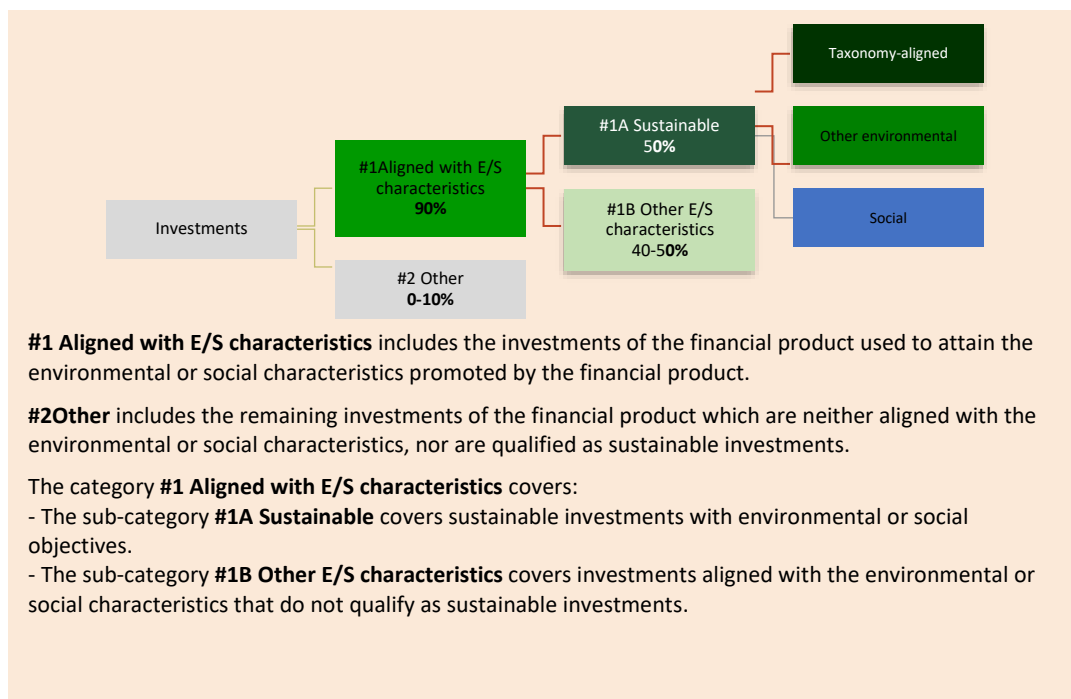 Taxonomy-aligned
#1A Sustainable
50%
Other environmental
#1Aligned with E/S
characteristics
90%
#1B Other E/S
characteristics
40-50%
Social
Investments
#2 Other
0-10%
#1 Aligned with E/S characteristics includes the investments of the financial product used to attain the
environmental or social characteristics promoted by the financial product.
#2Other includes the remaining investments of the financial product which are neither aligned with the
environmental or social characteristics, nor are qualified as sustainable investments.
The category #1 Aligned with E/S characteristics covers:
- The sub-category #1A Sustainable covers sustainable investments with environmental or social
objectives.
- The sub-category #1B Other E/S characteristics covers investments aligned with the environmental or
social characteristics that do not qualify as sustainable investments.